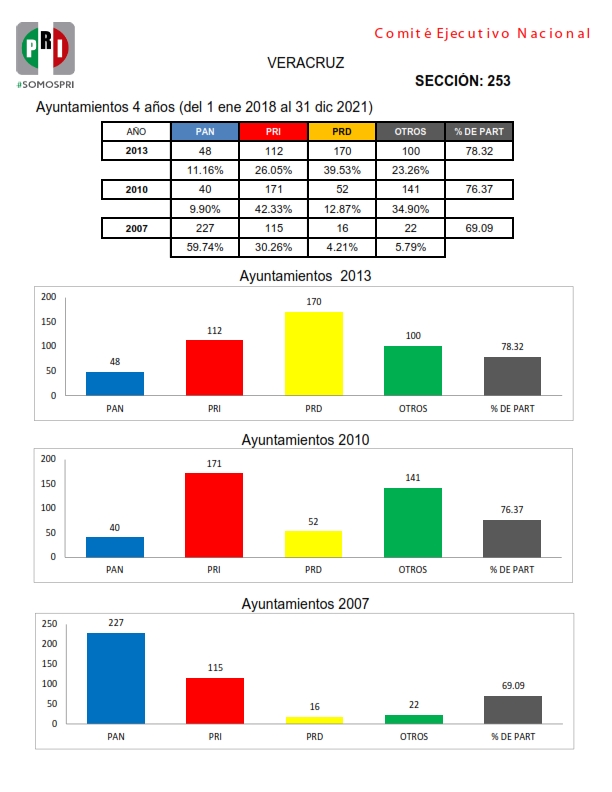 Comité Ejecutivo Nacional
PRI
#SOMOSPRI
VERACRUZ
SECCIÓN: 253
Ayuntamientos 4 años (del 1 ene 2018 al 31 dic 2021)
AÑO PAN PRI PRD OTROS % DE PART
2013 48 112 170 100 78.32
11.16% 26.05% 39.53% 23.26%
2010 40 171 52 141 76.37
9.90% 42.33% 12.87% 34.90%
2007 227 115 16 22 69.09
59.74% 30.26% 4.21% 5.79%
Ayuntamientos 2013
200
150
100
50
0
48
112
170
100
78.32
PAN PRI PRD OTROS % DE PART
Ayuntamientos 2010
200
150
100
50
0
40
171
52
141
76.37
PAN PRI PRD OTROS % DE PART
Ayuntamientos 2007
250
200
150
100
50
0
227
115
16
22
69.09
PAN PRI PRD OTROS % DE PART